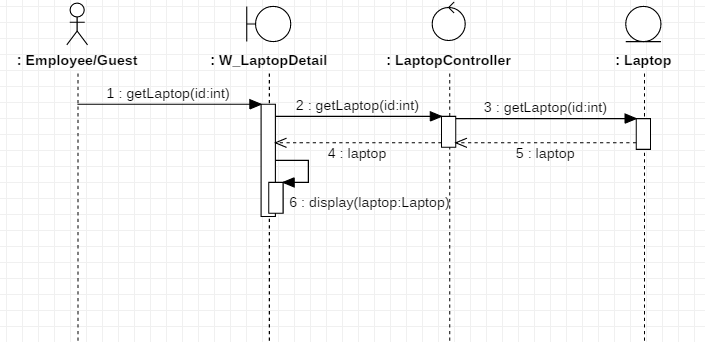 : Employee/Guest
: W_LaptopDetail
: LaptopController
: Laptop
1 : getLaptop(id:int)
2 : getLaptop(id:int)
3 : getLaptop(id:int)
4 : laptop
5 : laptop
6 : display(laptop:Laptop)